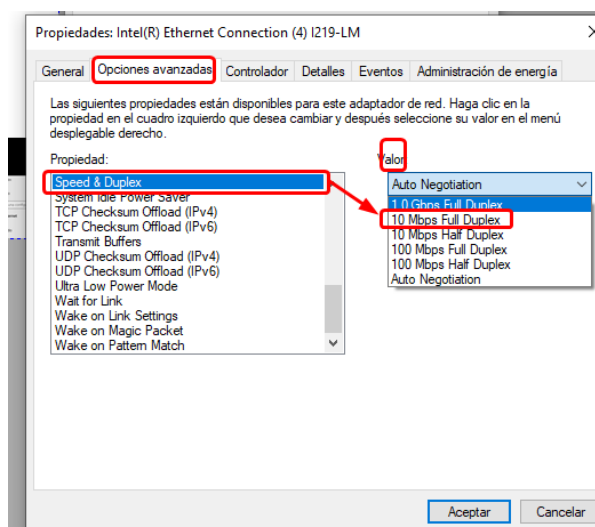 Propiedades: Intel(R) Ethernet Connection (4) I219-LM
General Opciones avanzadas Controlador Detalles Eventos Administración de energía
Las siguientes propiedades están disponibles para este adaptador de red. Haga clic en la
propiedad en el cuadro izquierdo que desea cambiar y después seleccione su valor en el menú
desplegable derecho.
Propiedad:
Valor
Speed & Duplex
System Idle Power Saver
TCP Checksum Offload (IPv4)
TCP Checksum Offload (IPv6)
Transmit Buffers
UDP Checksum Offload (IPv4)
UDP Checksum Offload (IPv6)
Ultra Low Power Mode
Wait for Link
Wake on Link Settings
Wake on Magic Packet
Wake on Pattern Match
Auto Negotiation
1.0 Gbps Full Duplex
10 Mbps Full Duplex
10 Mbps Half Duplex
100 Mbps Full Duplex
100 Mbps Half Duplex
Auto Negotiation
Aceptar Cancelar